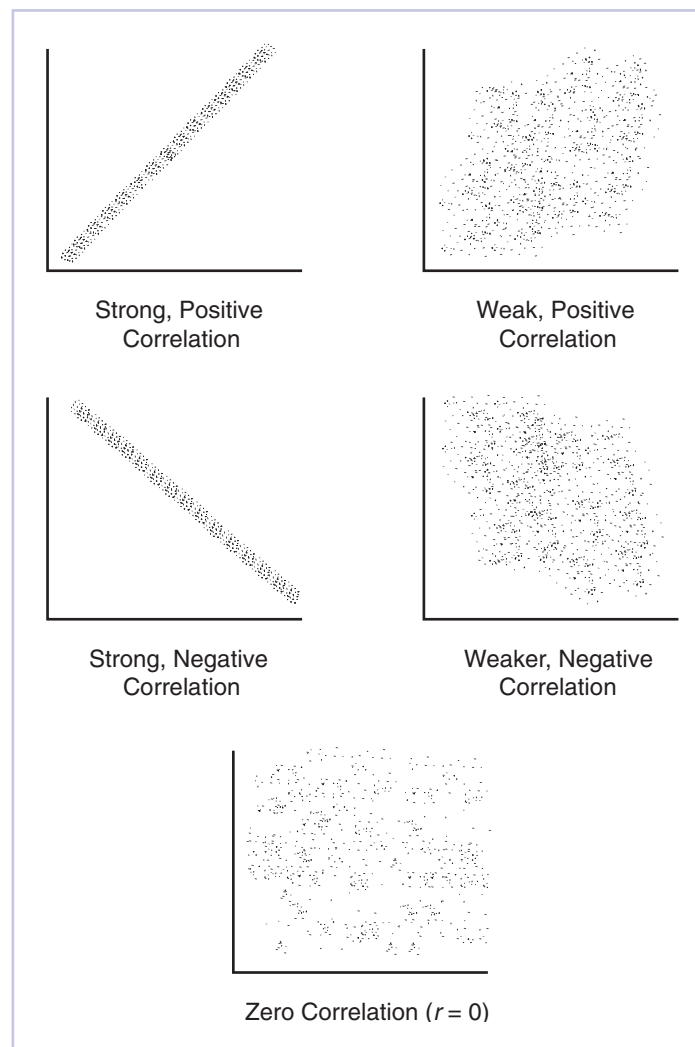 Strong, Positive
Correlation
Weak, Positive
Correlation
Strong, Negative
Correlation
Weaker, Negative
Correlation
Zero Correlation (r = 0)